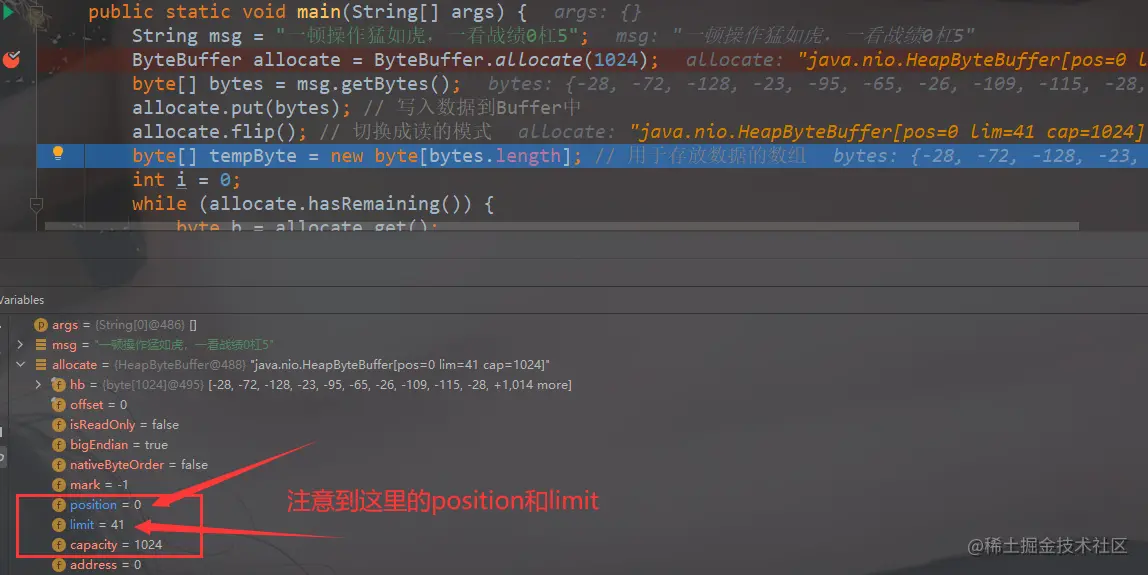 public static void main(String[] args) {   args: {}
String msg = "一顿操作猛如虎，一看战绩0杠5";   msg: "一顿操作猛如虎，一看战绩0杠5"
ByteBuffer allocate = ByteBuffer.allocate(1024);   allocate: "java.nio.HeapByteBuffer[pos=0 l
byte[] bytes = msg.getBytes();   bytes: {-28, -72, -128, -23, -95, -65, -26, -109, -115, -28,
allocate.put(bytes); // 写入数据到Buffer中
allocate.flip(); // 切换成读的模式   allocate: "java.nio.HeapByteBuffer[pos=0 lim=41 cap=1024]
byte[] tempByte = new byte[bytes.length]; // 用于存放数据的数组   bytes: {-28, -72, -128, -23,
int i = 0;
while (allocate.hasRemaining()) {
byte b = allocate.get();
Variables
args = {String[0]@486} []
msg = "一顿操作猛如虎，一看战绩0杠5"
allocate = {HeapByteBuffer@488} "java.nio.HeapByteBuffer[pos=0 lim=41 cap=1024]"
hb = {byte[1024]@495} [-28, -72, -128, -23, -95, -65, -26, -109, -115, -28, +1,014 more]
offset = 0
isReadOnly = false
bigEndian = true
nativeByteOrder = false
mark = -1
position = 0
注意到这里的position和limit
limit = 41
capacity = 1024
address = 0
@稀土掘金技术社区